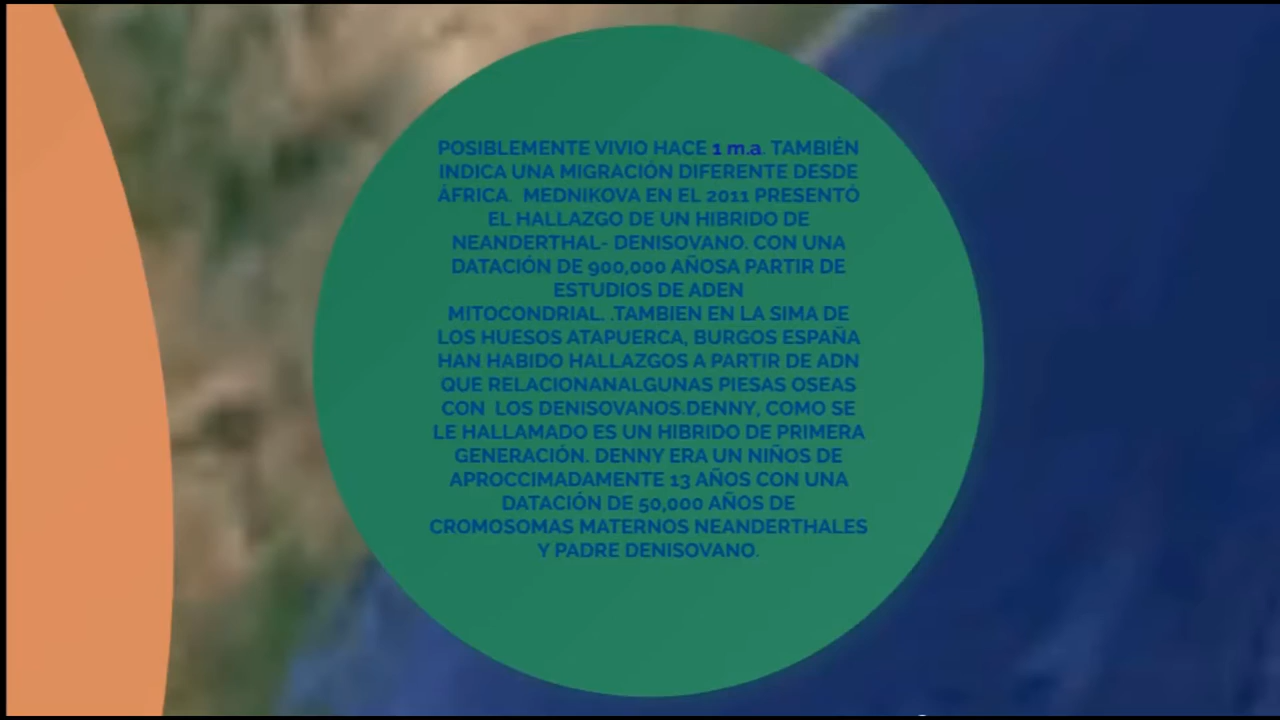 POSIBLEMENTE VIVIO HACE 1 m.a. TAMBIÉN
INDICA UNA MIGRACIÓN DIFERENTE DESDE
ÁFRICA.  MEDNIKOVA EN EL 2011 PRESENTÓ
EL HALLAZGO DE UN HIBRIDO DE
NEANDERTHAL- DENISOVANO. CON UNA
DATACIÓN DE 900,000 AÑOSA PARTIR DE
ESTUDIOS DE ADEN
MITOCONDRIAL. .TAMBIEN EN LA SIMA DE
LOS HUESOS ATAPUERCA, BURGOS ESPAÑA
HAN HABIDO HALLAZGOS A PARTIR DE ADN
QUE RELACIONANALGUNAS PIESAS OSEAS
CON  LOS DENISOVANOS.DENNY, COMO SE
LE HALLAMADO ES UN HIBRIDO DE PRIMERA
GENERACIÓN. DENNY ERA UN NIÑOS DE
APROCCIMADAMENTE 13 AÑOS CON UNA
DATACIÓN DE 50,000 AÑOS DE
CROMOSOMAS MATERNOS NEANDERTHALES
Y PADRE DENISOVANO.